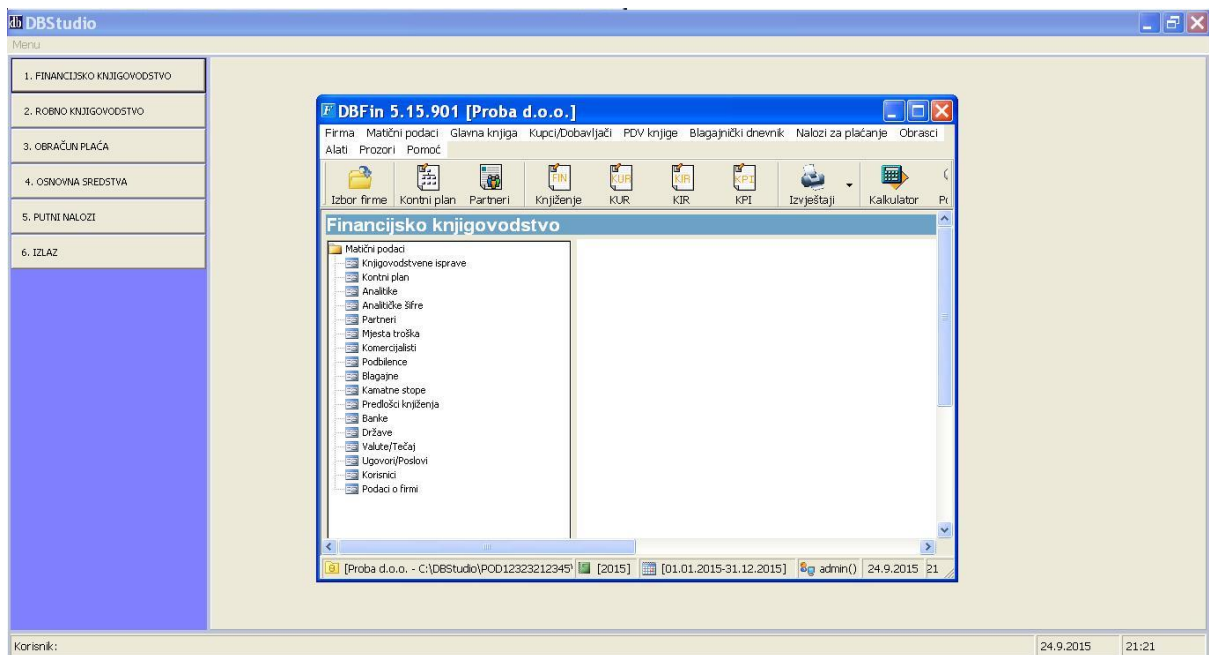 DBStudio
Menu
1. FINANCIJSKO KNJIGOVODSTVO
2. ROBNO KNJIGOVODSTVO
3. OBRAČUN PLAĆA
4. OSNOVNA SREDSTVA
5. PUTNI NALOZI
6. IZLAZ
DBFin 5.15.901 [Proba d.o.o.]
Firma Matični podaci Glavna knjiga Kupci/Dobavljači PDV knjige Blagajnički dnevnik Nalozi za plaćanje Obrasci
Alati Prozori Pomoć
FIN KUR KIR KPI
Izbor firme Kontni plan Partneri Knjiženje KUR KIR KPI Izvještaji Kalkulator
Financijsko knjigovodstvo
Matični podaci
Knjigovodstvene isprave
Kontni plan
Analitike
Analitičke šifre
Partneri
Mjesta troška
Komercijalisti
Podbilence
Blagajne
Kamatne stope
Predlošci knjiženja
Banke
Države
Valute/Tečaj
Ugovori/Poslovi
Korisnici
Podaci o firmi
[Proba d.o.o. - C:\DBStudio\POD12323212345\ [2015] [01.01.2015-31.12.2015] admin() 24.9.2015 21
Korisnik: 24.9.2015 21:21